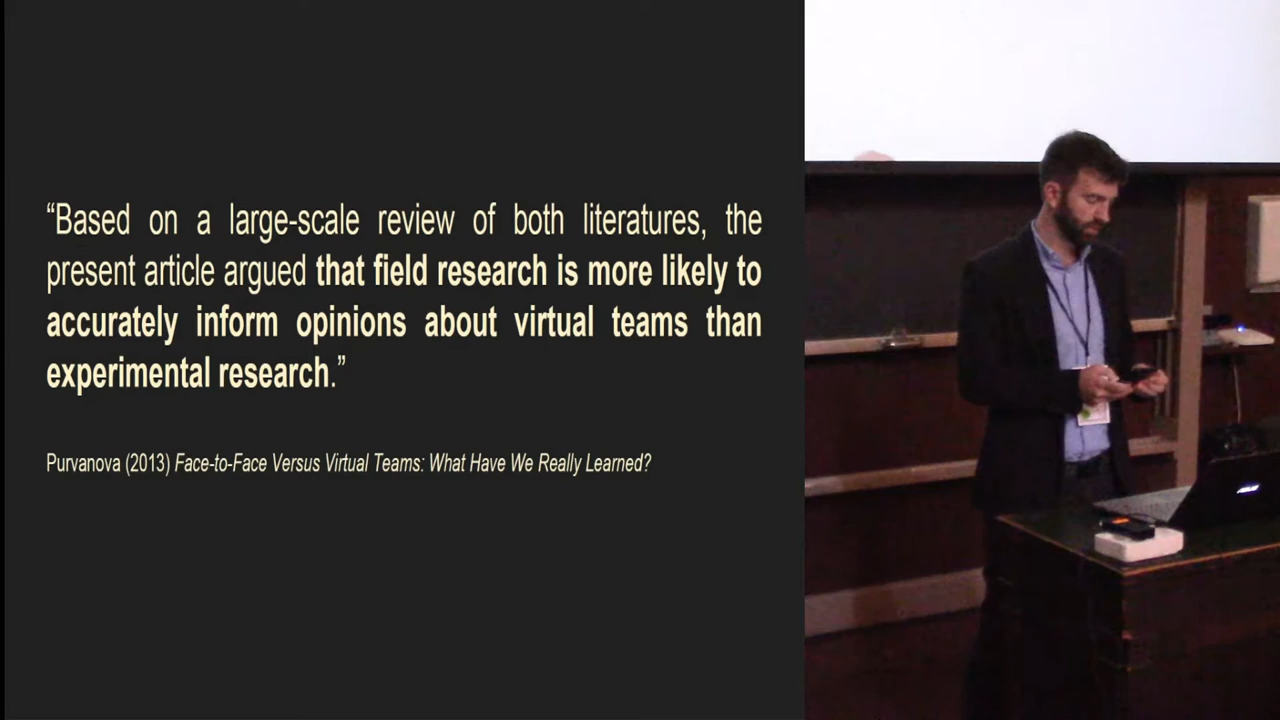 “Based on a large-scale review of both literatures, the
present article argued that field research is more likely to
accurately inform opinions about virtual teams than
experimental research.”
Purvanova (2013) Face-to-Face Versus Virtual Teams: What Have We Really Learned?
ASUS